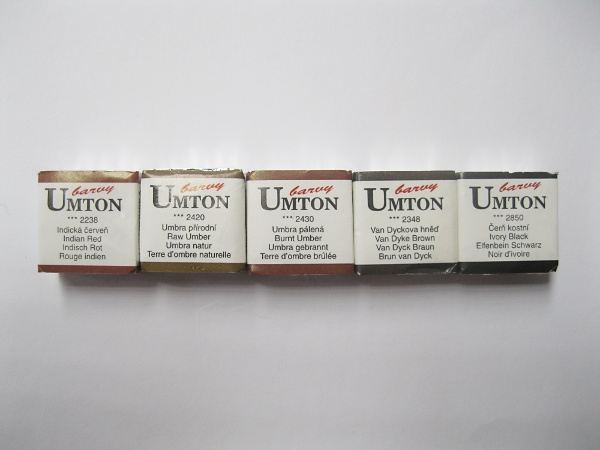 barvy
UMTON
*** 2238
Indická červeň
Indian Red
Indisch Rot
Rouge indien
barvy
UMTON
*** 2420
Umbra přírodní
Raw Umber
Umbra natur
Terre d'ombre naturelle
barvy
UMTON
*** 2430
Umbra pálená
Burnt Umber
Umbra gebrannt
Terre d'ombre brûlée
barvy
UMTON
*** 2348
Van Dyckova hněď
Van Dyke Brown
Van Dyck Braun
Brun van Dyck
barvy
UMTON
*** 2850
Čerň kostní
Ivory Black
Elfenbein Schwarz
Noir d'ivoire